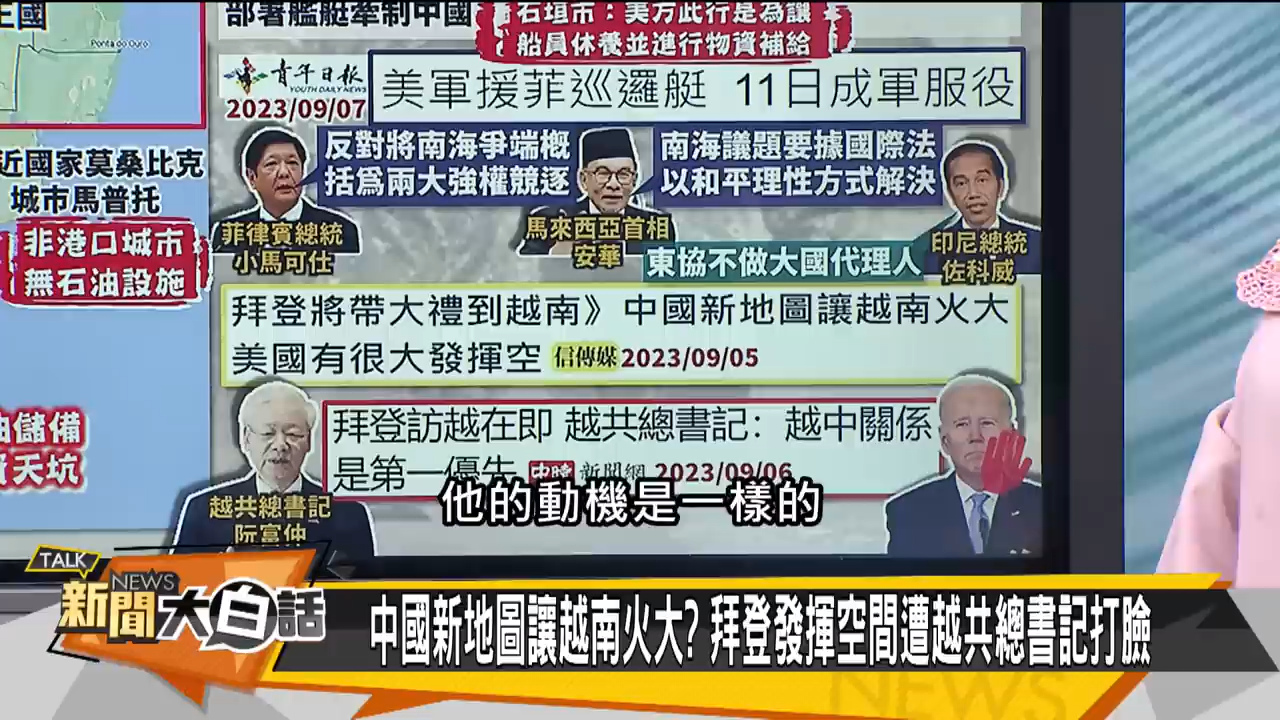 王國
部署艦艇牽制中國
石垣市：美方此行是為讓
船員休養並進行物資補給
Ponta do Ouro
青年日報
YOUTH DAILY NEWS
2023/09/07
美軍援菲巡邏艇 11日成軍服役
反對將南海爭端概
括為兩大強權競逐
南海議題要據國際法
以和平理性方式解決
近國家莫桑比克
城市馬普托
非港口城市
無石油設施
菲律賓總統
小馬可仕
馬來西亞首相
安華
印尼總統
佐科威
東協不做大國代理人
拜登將帶大禮到越南》中國新地圖讓越南火大
美國有很大發揮空 信傳媒 2023/09/05
拜登訪越在即 越共總書記：越中關係
是第一優先 中時 新聞網 2023/09/06
油儲備
天坑
越共總書記
阮富仲
他的動機是一樣的
TALK
NEWS
新聞大白話
中國新地圖讓越南火大? 拜登發揮空間遭越共總書記打臉
NEWS